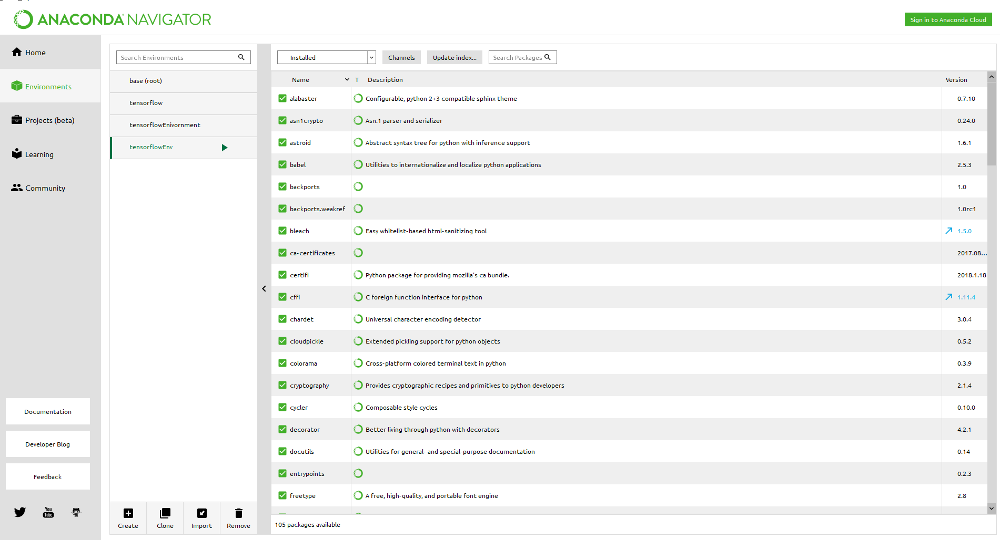 ANACONDA NAVIGATOR
Sign in to Anaconda Cloud
Home
Environments
Projects (beta)
Learning
Community
Documentation
Developer Blog
Feedback
You
Tube
Search Environments
base (root)
tensorflow
tensorflowEnivornment
tensorflowEnv
Create
Clone
Import
Remove
Installed
Channels
Update index...
Search Packages
Name T Description Version
alabaster Configurable, python 2+3 compatible sphinx theme 0.7.10
asn1crypto Asn.1 parser and serializer 0.24.0
astroid Abstract syntax tree for python with inference support 1.6.1
babel Utilities to internationalize and localize python applications 2.5.3
backports 1.0
backports.weakref 1.0rc1
bleach Easy whitelist-based html-sanitizing tool 1.5.0
ca-certificates 2017.08...
certifi Python package for providing mozilla's ca bundle. 2018.1.18
cffi C foreign function interface for python 1.11.4
chardet Universal character encoding detector 3.0.4
cloudpickle Extended pickling support for python objects 0.5.2
colorama Cross-platform colored terminal text in python 0.3.9
cryptography Provides cryptographic recipes and primitives to python developers 2.1.4
cycler Composable style cycles 0.10.0
decorator Better living through python with decorators 4.2.1
docutils Utilities for general- and special-purpose documentation 0.14
entrypoints 0.2.3
freetype A free, high-quality, and portable font engine 2.8
105 packages available